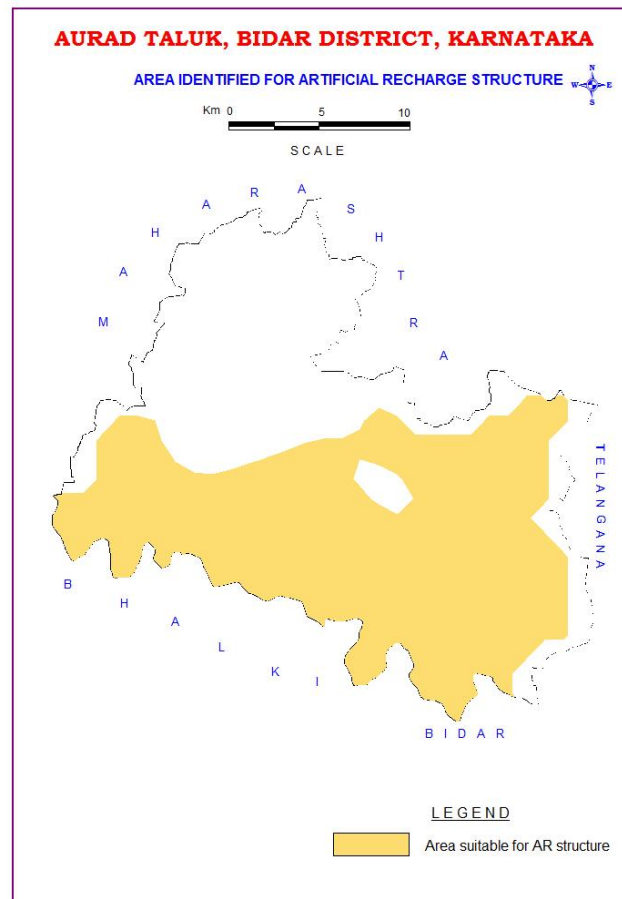 AURAD TALUK, BIDAR DISTRICT, KARNATAKA
AREA IDENTIFIED FOR ARTIFICIAL RECHARGE STRUCTURE
N
W E
S
Km 0 5 10
SCALE
MAHARASHTRA
TELANGANA
BHALKI
BIDAR
LEGEND
Area suitable for AR structure